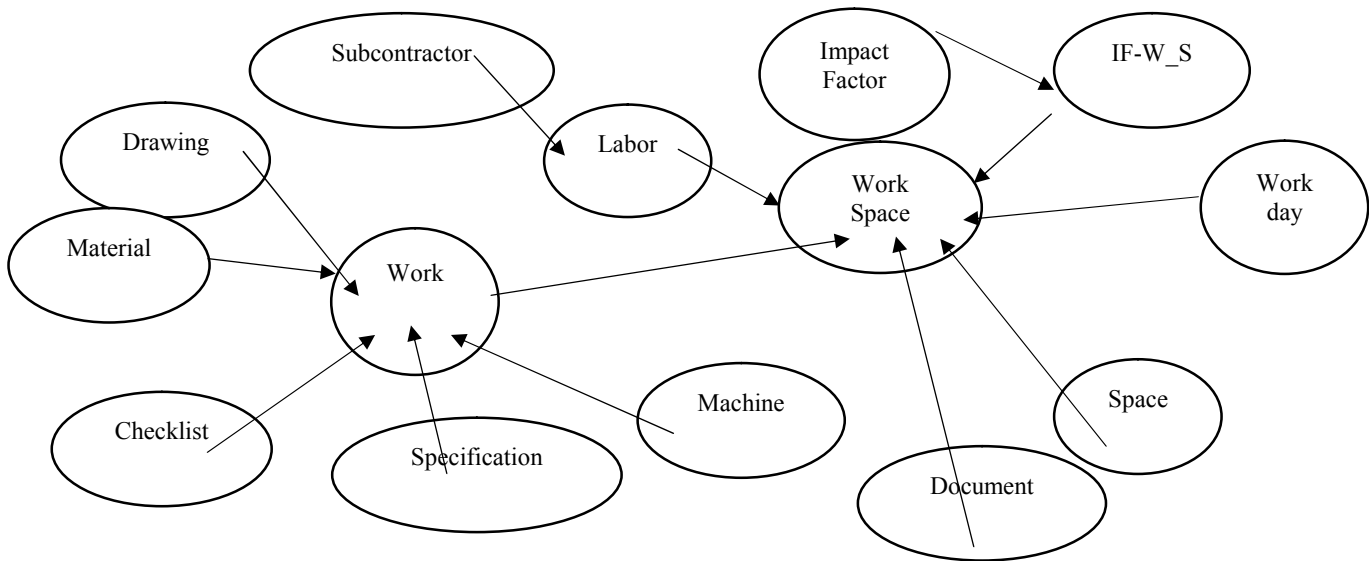 Subcontractor
Impact
Factor
IF-W_S
Drawing
Labor
Work
Space
Work
day
Material
Work
Checklist
Specification
Machine
Space
Document